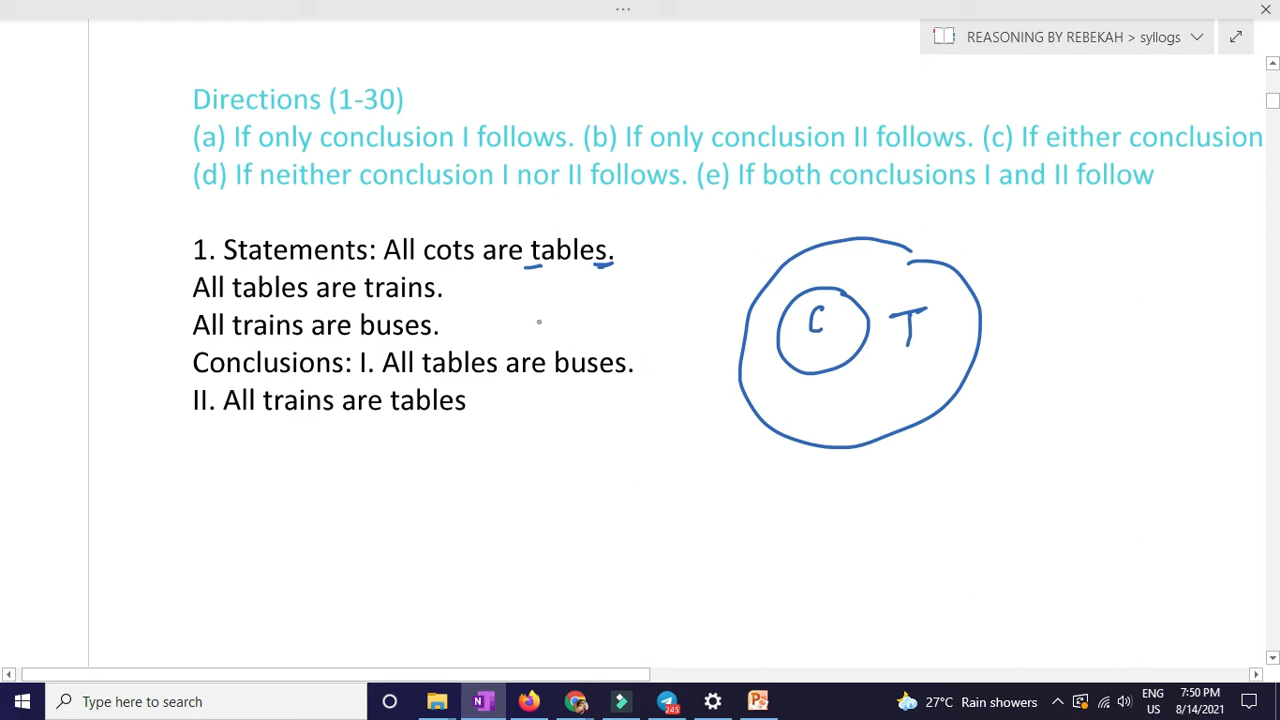 REASONING BY REBEKAH > syllogs
Directions (1-30)
(a) If only conclusion I follows. (b) If only conclusion II follows. (c) If either conclusion
(d) If neither conclusion I nor II follows. (e) If both conclusions I and II follow
1. Statements: All cots are tables.
All tables are trains.
All trains are buses.
Conclusions: I. All tables are buses.
II. All trains are tables
C T
Type here to search
245
27°C Rain showers
ENG
US
7:50 PM
8/14/2021